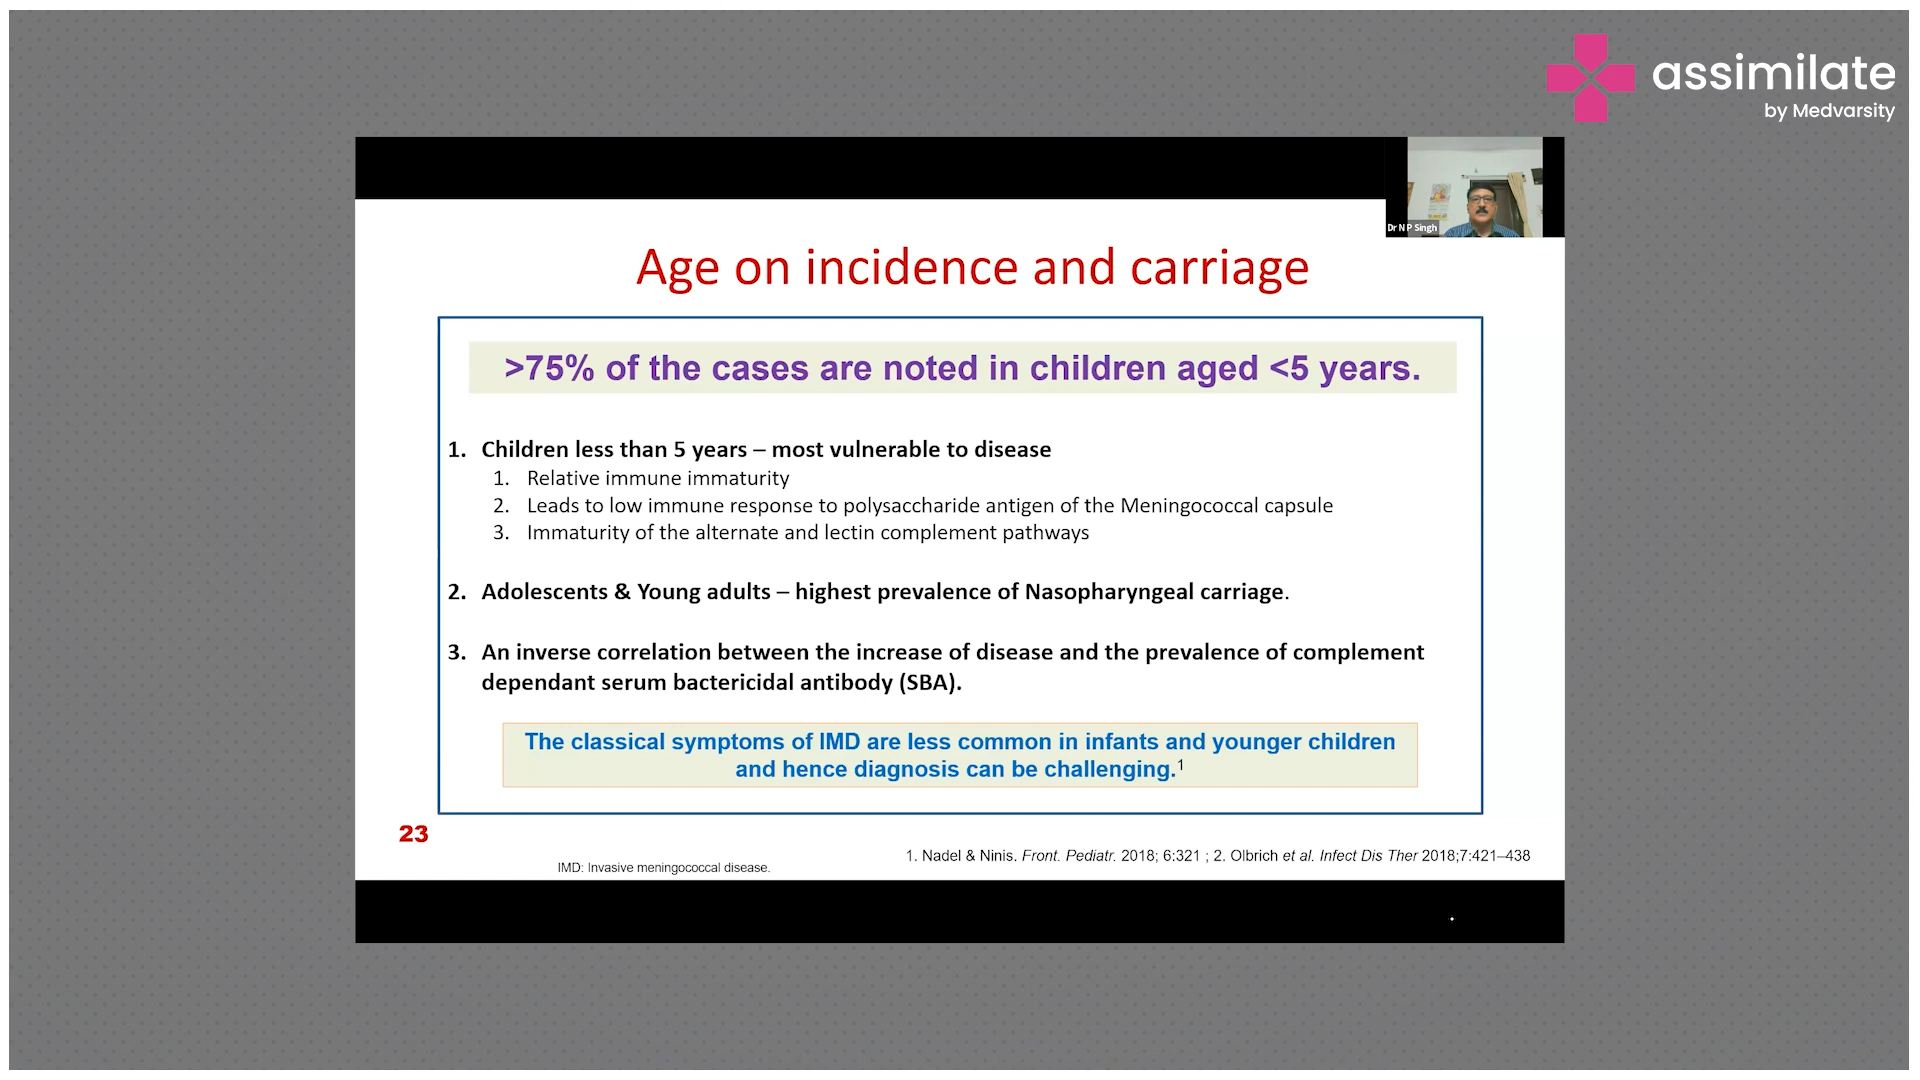 assimilate
by Medvarsity
Dr N P Singh
Age on incidence and carriage
>75% of the cases are noted in children aged <5 years.
1. Children less than 5 years – most vulnerable to disease
1. Relative immune immaturity
2. Leads to low immune response to polysaccharide antigen of the Meningococcal capsule
3. Immaturity of the alternate and lectin complement pathways
2. Adolescents & Young adults – highest prevalence of Nasopharyngeal carriage.
3. An inverse correlation between the increase of disease and the prevalence of complement
dependant serum bactericidal antibody (SBA).
The classical symptoms of IMD are less common in infants and younger children
and hence diagnosis can be challenging.1
23
1. Nadel & Ninis. Front. Pediatr. 2018; 6:321 ; 2. Olbrich et al. Infect Dis Ther 2018;7:421–438
IMD: Invasive meningococcal disease.